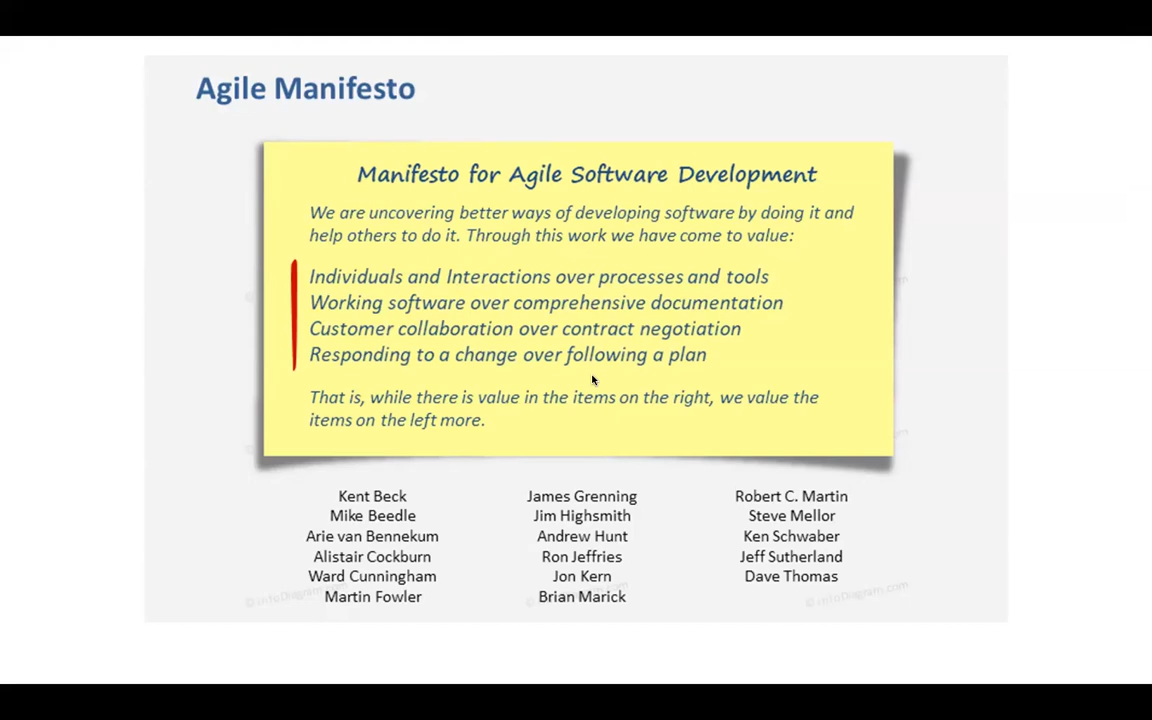 Agile Manifesto
Manifesto for Agile Software Development
We are uncovering better ways of developing software by doing it and
help others to do it. Through this work we have come to value:
Individuals and Interactions over processes and tools
Working software over comprehensive documentation
Customer collaboration over contract negotiation
Responding to a change over following a plan
That is, while there is value in the items on the right, we value the
items on the left more.
Kent Beck
Mike Beedle
Arie van Bennekum
Alistair Cockburn
Ward Cunningham
Martin Fowler
James Grenning
Jim Highsmith
Andrew Hunt
Ron Jeffries
Jon Kern
Brian Marick
Robert C. Martin
Steve Mellor
Ken Schwaber
Jeff Sutherland
Dave Thomas
© infoDiagram.com
© infoDiagram.com